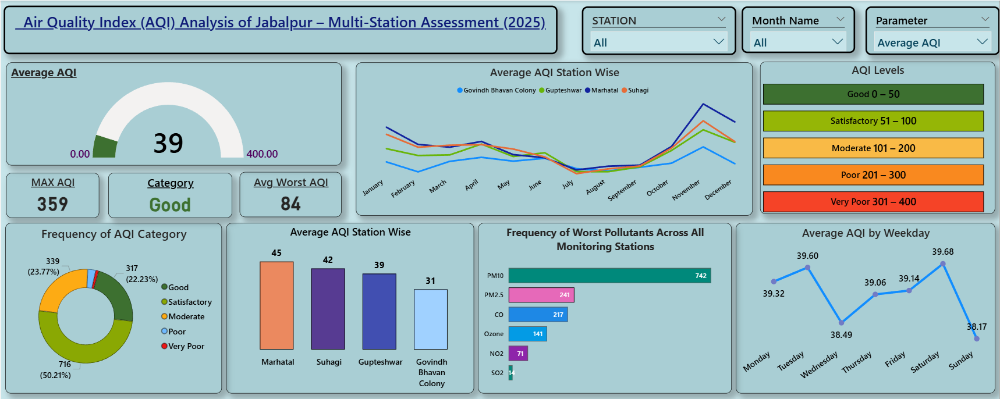 Air Quality Index (AQI) Analysis of Jabalpur – Multi-Station Assessment (2025)
STATION
All
Month Name
All
Parameter
Average AQI
Average AQI
39
0.00
400.00
MAX AQI
359
Category
Good
Avg Worst AQI
84
Average AQI Station Wise
Govindh Bhavan Colony Gupteshwar Marhatal Suhagi
January
February
March
April
May
June
July
August
September
October
November
December
AQI Levels
Good 0 – 50
Satisfactory 51 – 100
Moderate 101 – 200
Poor 201 – 300
Very Poor 301 – 400
Frequency of AQI Category
339
(23.77%)
317
(22.23%)
716
(50.21%)
Good
Satisfactory
Moderate
Poor
Very Poor
Average AQI Station Wise
45
42
39
31
Marhatal
Suhagi
Gupteshwar
Govindh
Bhavan
Colony
Frequency of Worst Pollutants Across All
Monitoring Stations
PM10 742
PM2.5 241
CO 217
Ozone 141
NO2 71
SO2 14
Average AQI by Weekday
39.32
39.60
38.49
39.06
39.14
39.68
38.17
Monday
Tuesday
Wednesday
Thursday
Friday
Saturday
Sunday